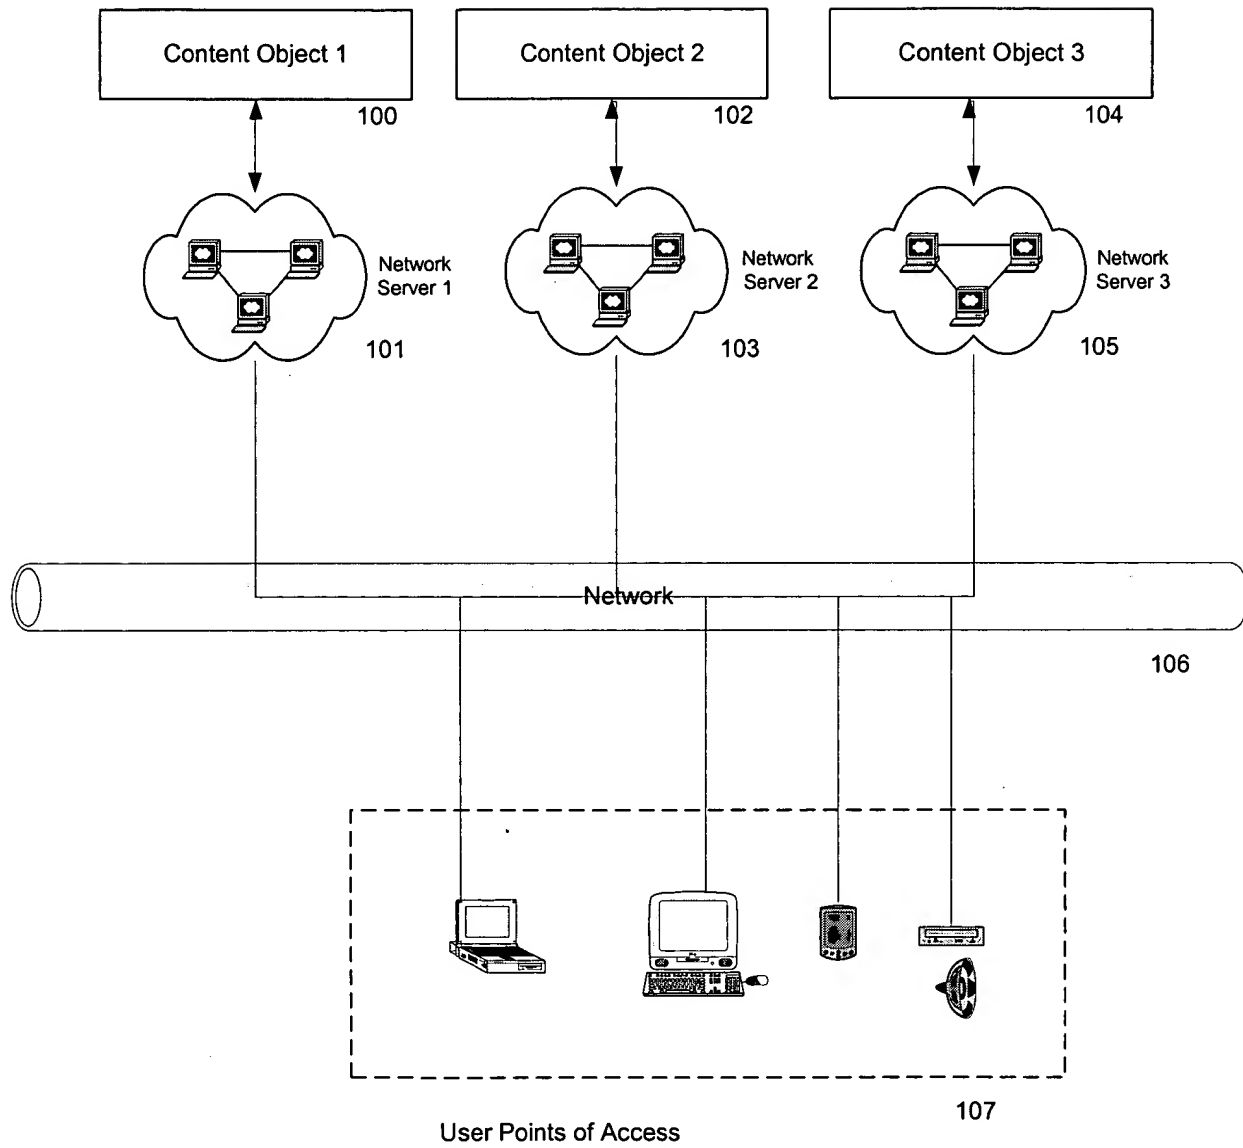 Content Object 1
Content Object 2
Content Object 3
100
102
104
Network
Server 1
Network
Server 2
Network
Server 3
101
103
105
Network
106
107
User Points of Access